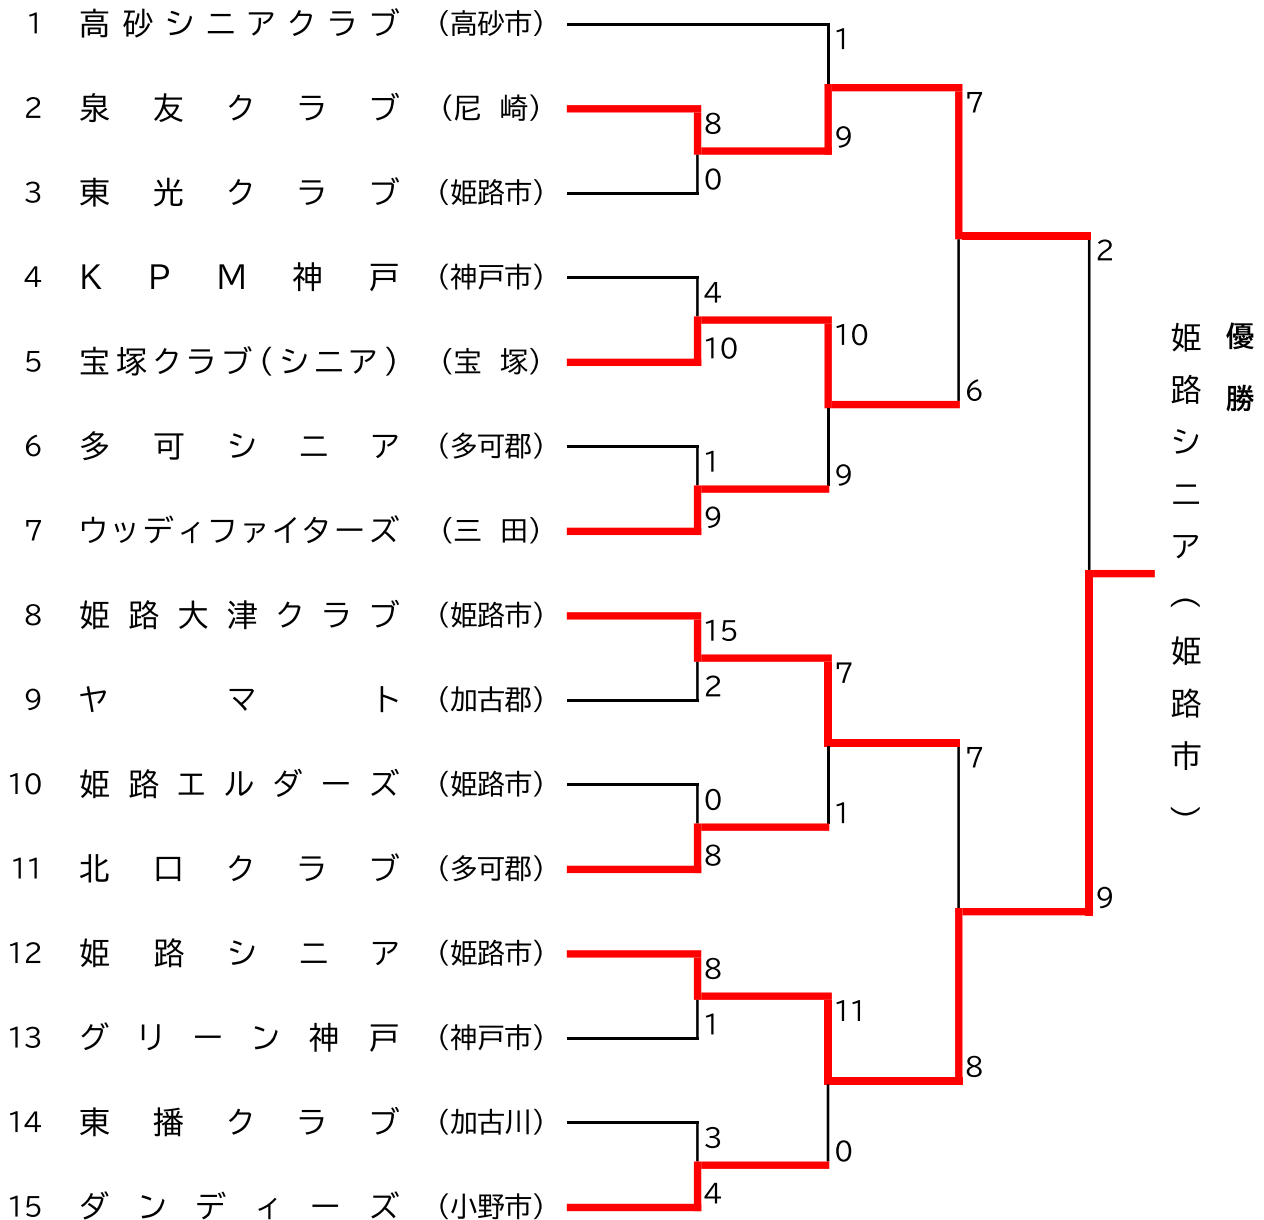 1 高砂シニアクラブ （高砂市）
2 泉友クラブ （尼崎）
3 東光クラブ （姫路市）
4 KPM神戸 （神戸市）
5 宝塚クラブ(シニア) （宝塚）
6 多可シニア （多可郡）
7 ウッディファイターズ （三田）
8 姫路大津クラブ （姫路市）
9 ヤマト （加古郡）
10 姫路エルダーズ （姫路市）
11 北口クラブ （多可郡）
12 姫路シニア （姫路市）
13 グリーン神戸 （神戸市）
14 東播クラブ （加古川）
15 ダンディーズ （小野市）
8
0
4
10
1
9
15
2
0
8
8
1
3
4
1
9
10
9
7
1
11
0
7
6
7
8
2
9
優勝
姫路シニア（姫路市）